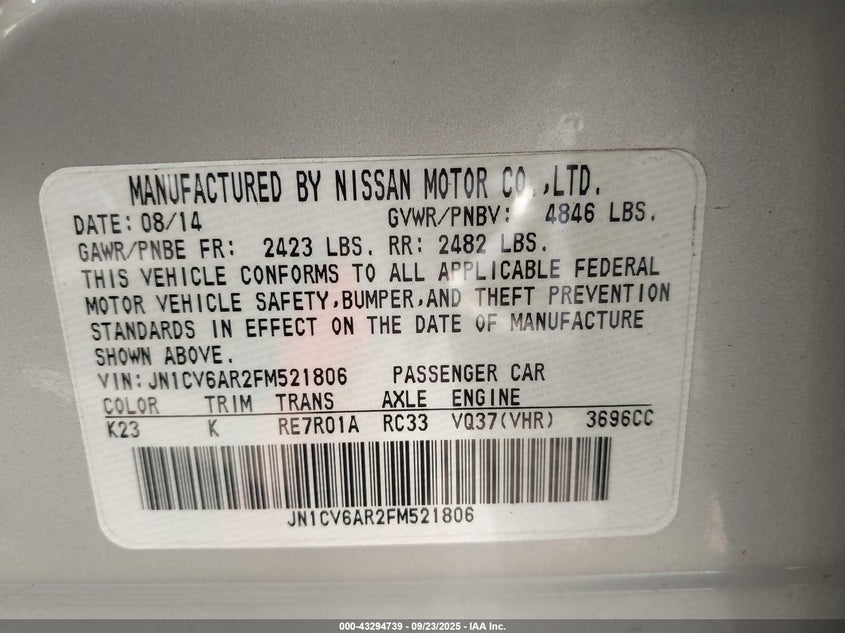 MANUFACTURED BY NISSAN MOTOR CO.,LTD.
DATE: 08/14 GVWR/PNBV: 4846 LBS.
GAWR/PNBE FR: 2423 LBS. RR: 2482 LBS.
THIS VEHICLE CONFORMS TO ALL APPLICABLE FEDERAL
MOTOR VEHICLE SAFETY,BUMPER,AND THEFT PREVENTION
STANDARDS IN EFFECT ON THE DATE OF MANUFACTURE
SHOWN ABOVE.
VIN: JN1CV6AR2FM521806 PASSENGER CAR
COLOR TRIM TRANS AXLE ENGINE
K23 K RE7R01A RC33 VQ37(VHR) 3696CC
JN1CV6AR2FM521806
000-43294739 - 09/23/2025 - IAA Inc.